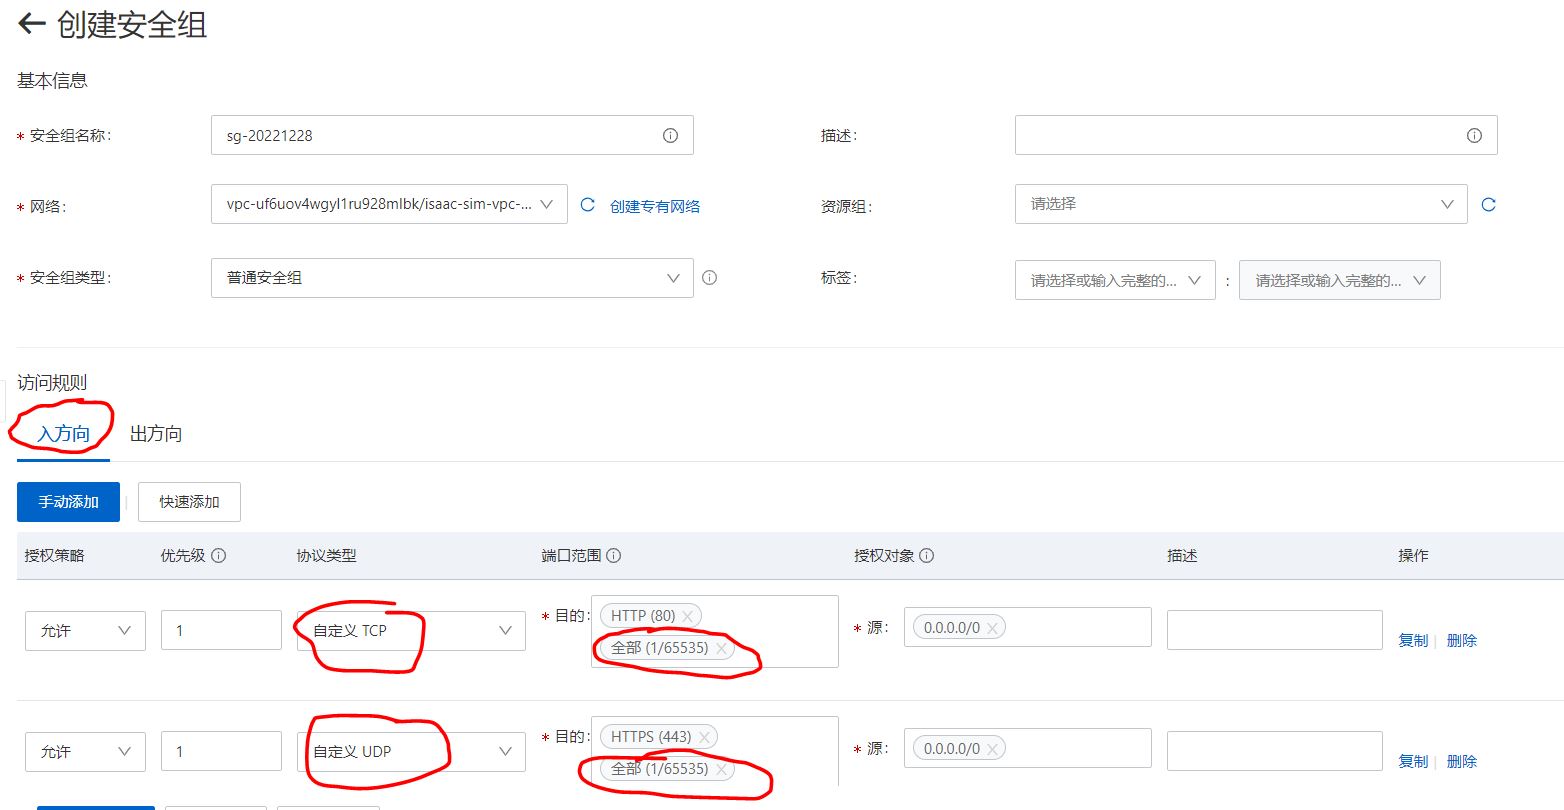 创建安全组
基本信息
* 安全组名称: sg-20221228 描述:
* 网络: vpc-uf6uov4wgyl1ru928mlbk/isaac-sim-vpc-... 创建专有网络 资源组: 请选择
* 安全组类型: 普通安全组 标签: 请选择或输入完整的... : 请选择或输入完整的...
访问规则
入方向 出方向
手动添加 快速添加
授权策略 优先级 协议类型 端口范围 授权对象 描述 操作
允许 1 自定义 TCP * 目的: HTTP (80) * 源: 0.0.0.0/0 复制 删除
全部 (1/65535)
允许 1 自定义 UDP * 目的: HTTPS (443) * 源: 0.0.0.0/0 复制 删除
全部 (1/65535)